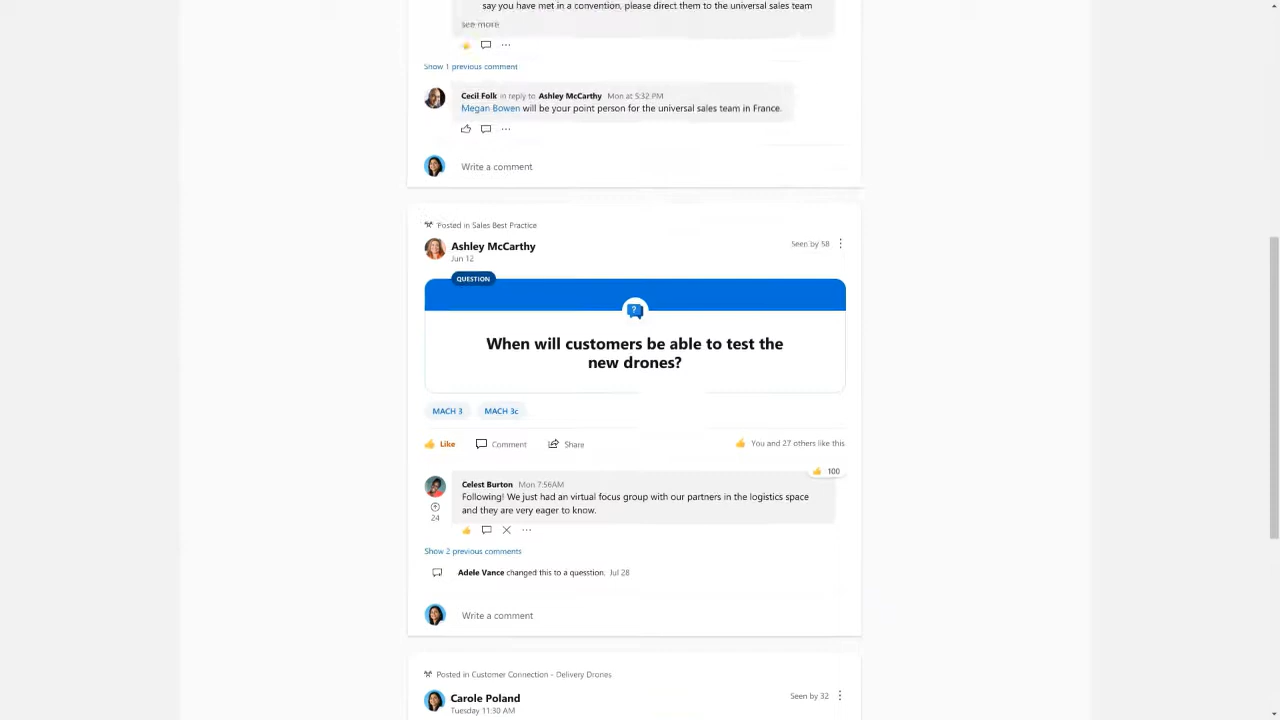 say you have met in a convention, please direct them to the universal sales team
see more
Show 1 previous comment
Cecil Folk in reply to Ashley McCarthy Mon at 5:32 PM
Megan Bowen will be your point person for the universal sales team in France.
Write a comment
Posted in Sales Best Practice
Ashley McCarthy
Seen by 58
Jun 12
QUESTION
When will customers be able to test the
new drones?
MACH 3 MACH 3c
Like Comment Share You and 27 others like this
100
Celest Burton Mon 7:56AM
Following! We just had an virtual focus group with our partners in the logistics space
and they are very eager to know.
24
Show 2 previous comments
Adele Vance changed this to a quesstion. Jul 28
Write a comment
Posted in Customer Connection - Delivery Drones
Carole Poland
Seen by 32
Tuesday 11:30 AM